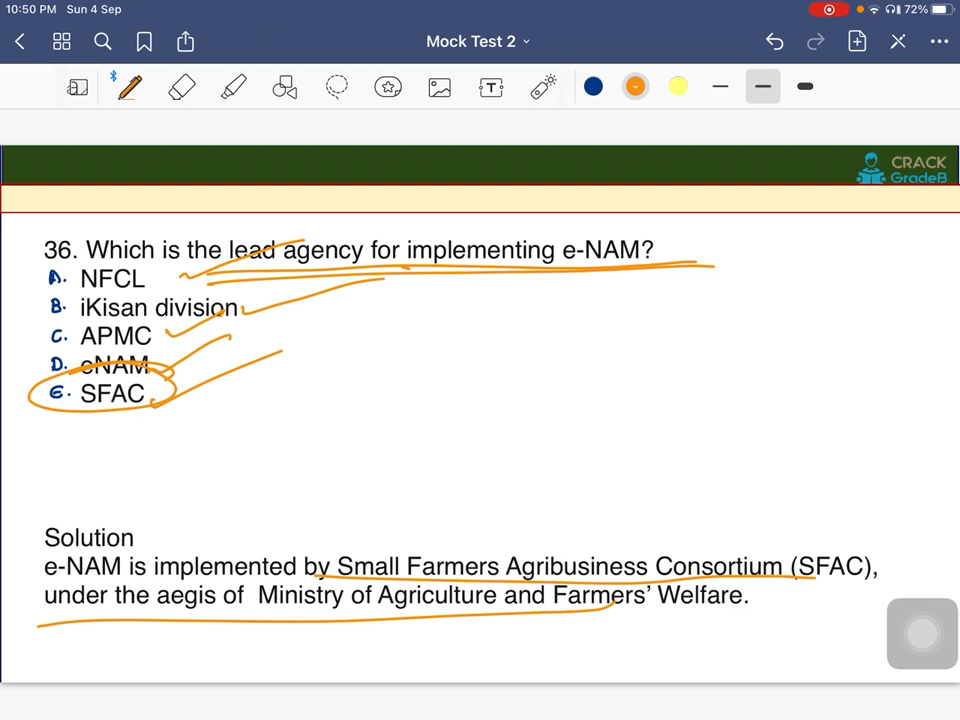 10:50 PM Sun 4 Sep
72%
Mock Test 2
T
CRACK
GradeB
36. Which is the lead agency for implementing e-NAM?
A. NFCL
B. iKisan division
C. APMC
D. eNAM
E. SFAC
Solution
e-NAM is implemented by Small Farmers Agribusiness Consortium (SFAC),
under the aegis of Ministry of Agriculture and Farmers’ Welfare.